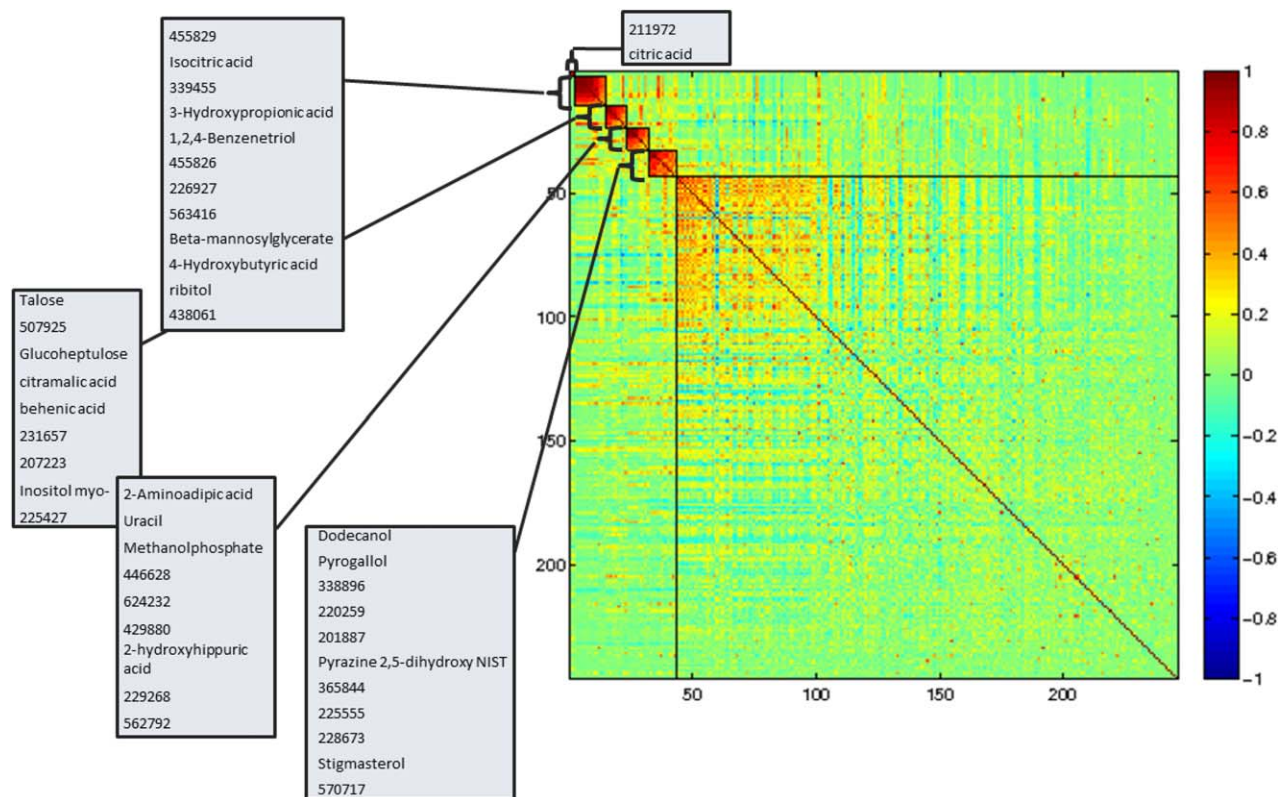 211972
citric acid
455829
Isocitric acid
339455
3-Hydroxypropionic acid
1,2,4-Benzenetriol
455826
226927
563416
Beta-mannosylglycerate
4-Hydroxybutyric acid
ribitol
438061
Talose
507925
Glucoheptulose
citramalic acid
behenic acid
231657
207223
Inositol myo-
225427
2-Aminoadipic acid
Uracil
Methanolphosphate
446628
624232
429880
2-hydroxyhippuric
acid
229268
562792
Dodecanol
Pyrogallol
338896
220259
201887
Pyrazine 2,5-dihydroxy NIST
365844
225555
228673
Stigmasterol
570717
50
100
150
200
50
100
150
200
1
0.8
0.6
0.4
0.2
0
-0.2
-0.4
-0.6
-0.8
-1